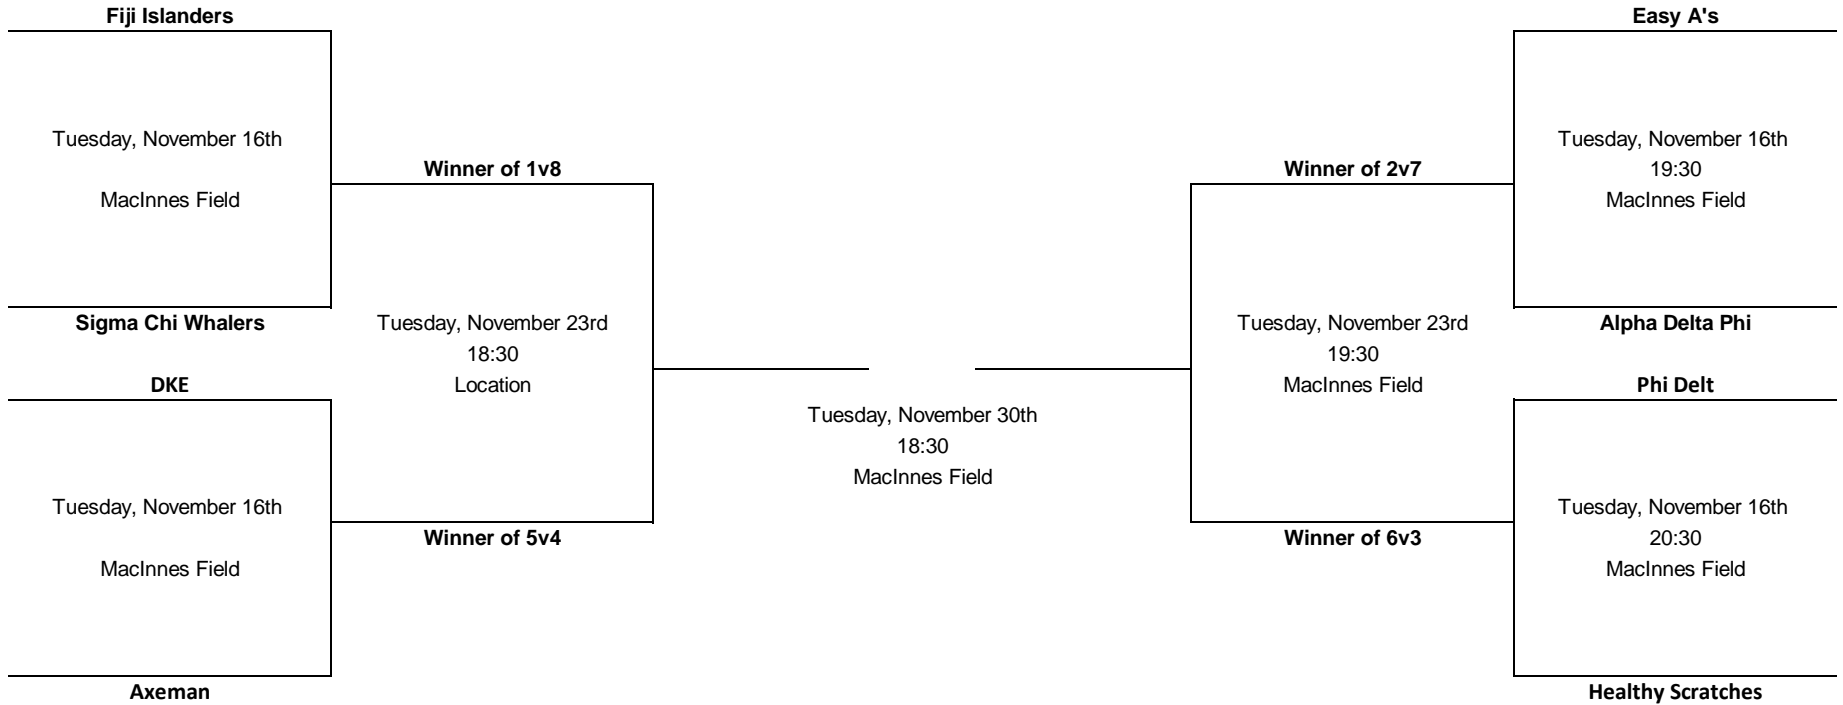 Fiji Islanders
Tuesday, November 16th
MacInnes Field
Sigma Chi Whalers
DKE
Tuesday, November 16th
MacInnes Field
Axeman
Winner of 1v8
Tuesday, November 23rd
18:30
Location
Winner of 5v4
Tuesday, November 30th
18:30
MacInnes Field
Winner of 2v7
Tuesday, November 23rd
19:30
MacInnes Field
Winner of 6v3
Easy A's
Tuesday, November 16th
19:30
MacInnes Field
Alpha Delta Phi
Phi Delt
Tuesday, November 16th
20:30
MacInnes Field
Healthy Scratches